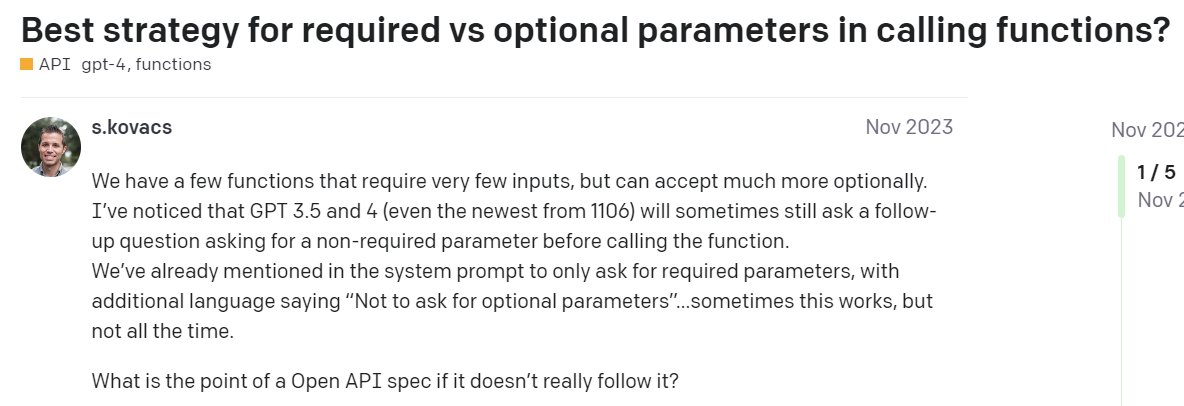 Best strategy for required vs optional parameters in calling functions?
API gpt-4, functions
s.kovacs
Nov 2023
We have a few functions that require very few inputs, but can accept much more optionally.
I’ve noticed that GPT 3.5 and 4 (even the newest from 1106) will sometimes still ask a follow-
up question asking for a non-required parameter before calling the function.
We’ve already mentioned in the system prompt to only ask for required parameters, with
additional language saying “Not to ask for optional parameters”…sometimes this works, but
not all the time.
What is the point of a Open API spec if it doesn’t really follow it?
Nov 202
1 / 5
Nov 2